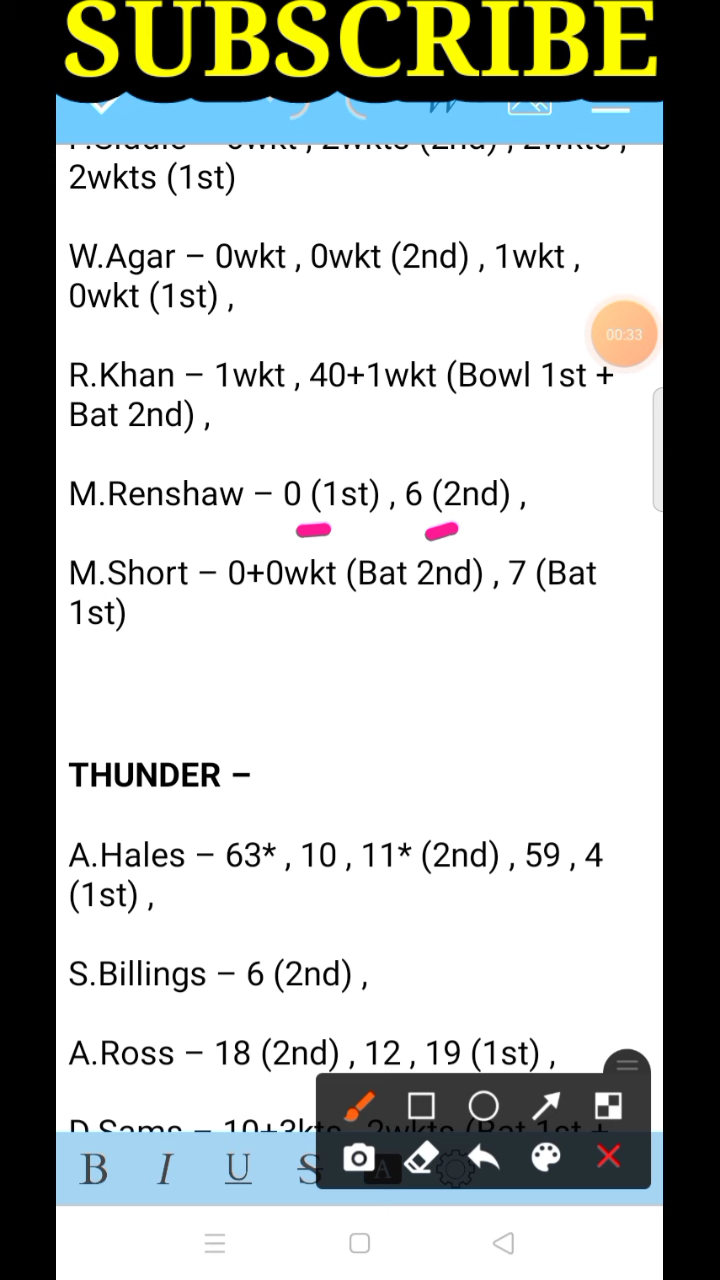 SUBSCRIBE
2wkts (1st)
W.Agar – 0wkt , 0wkt (2nd) , 1wkt ,
0wkt (1st) ,
00:33
R.Khan – 1wkt , 40+1wkt (Bowl 1st +
Bat 2nd) ,
M.Renshaw – 0 (1st) , 6 (2nd) ,
M.Short – 0+0wkt (Bat 2nd) , 7 (Bat
1st)
THUNDER –
A.Hales – 63* , 10 , 11* (2nd) , 59 , 4
(1st) ,
S.Billings – 6 (2nd) ,
A.Ross – 18 (2nd) , 12 , 19 (1st) ,
B I U S A